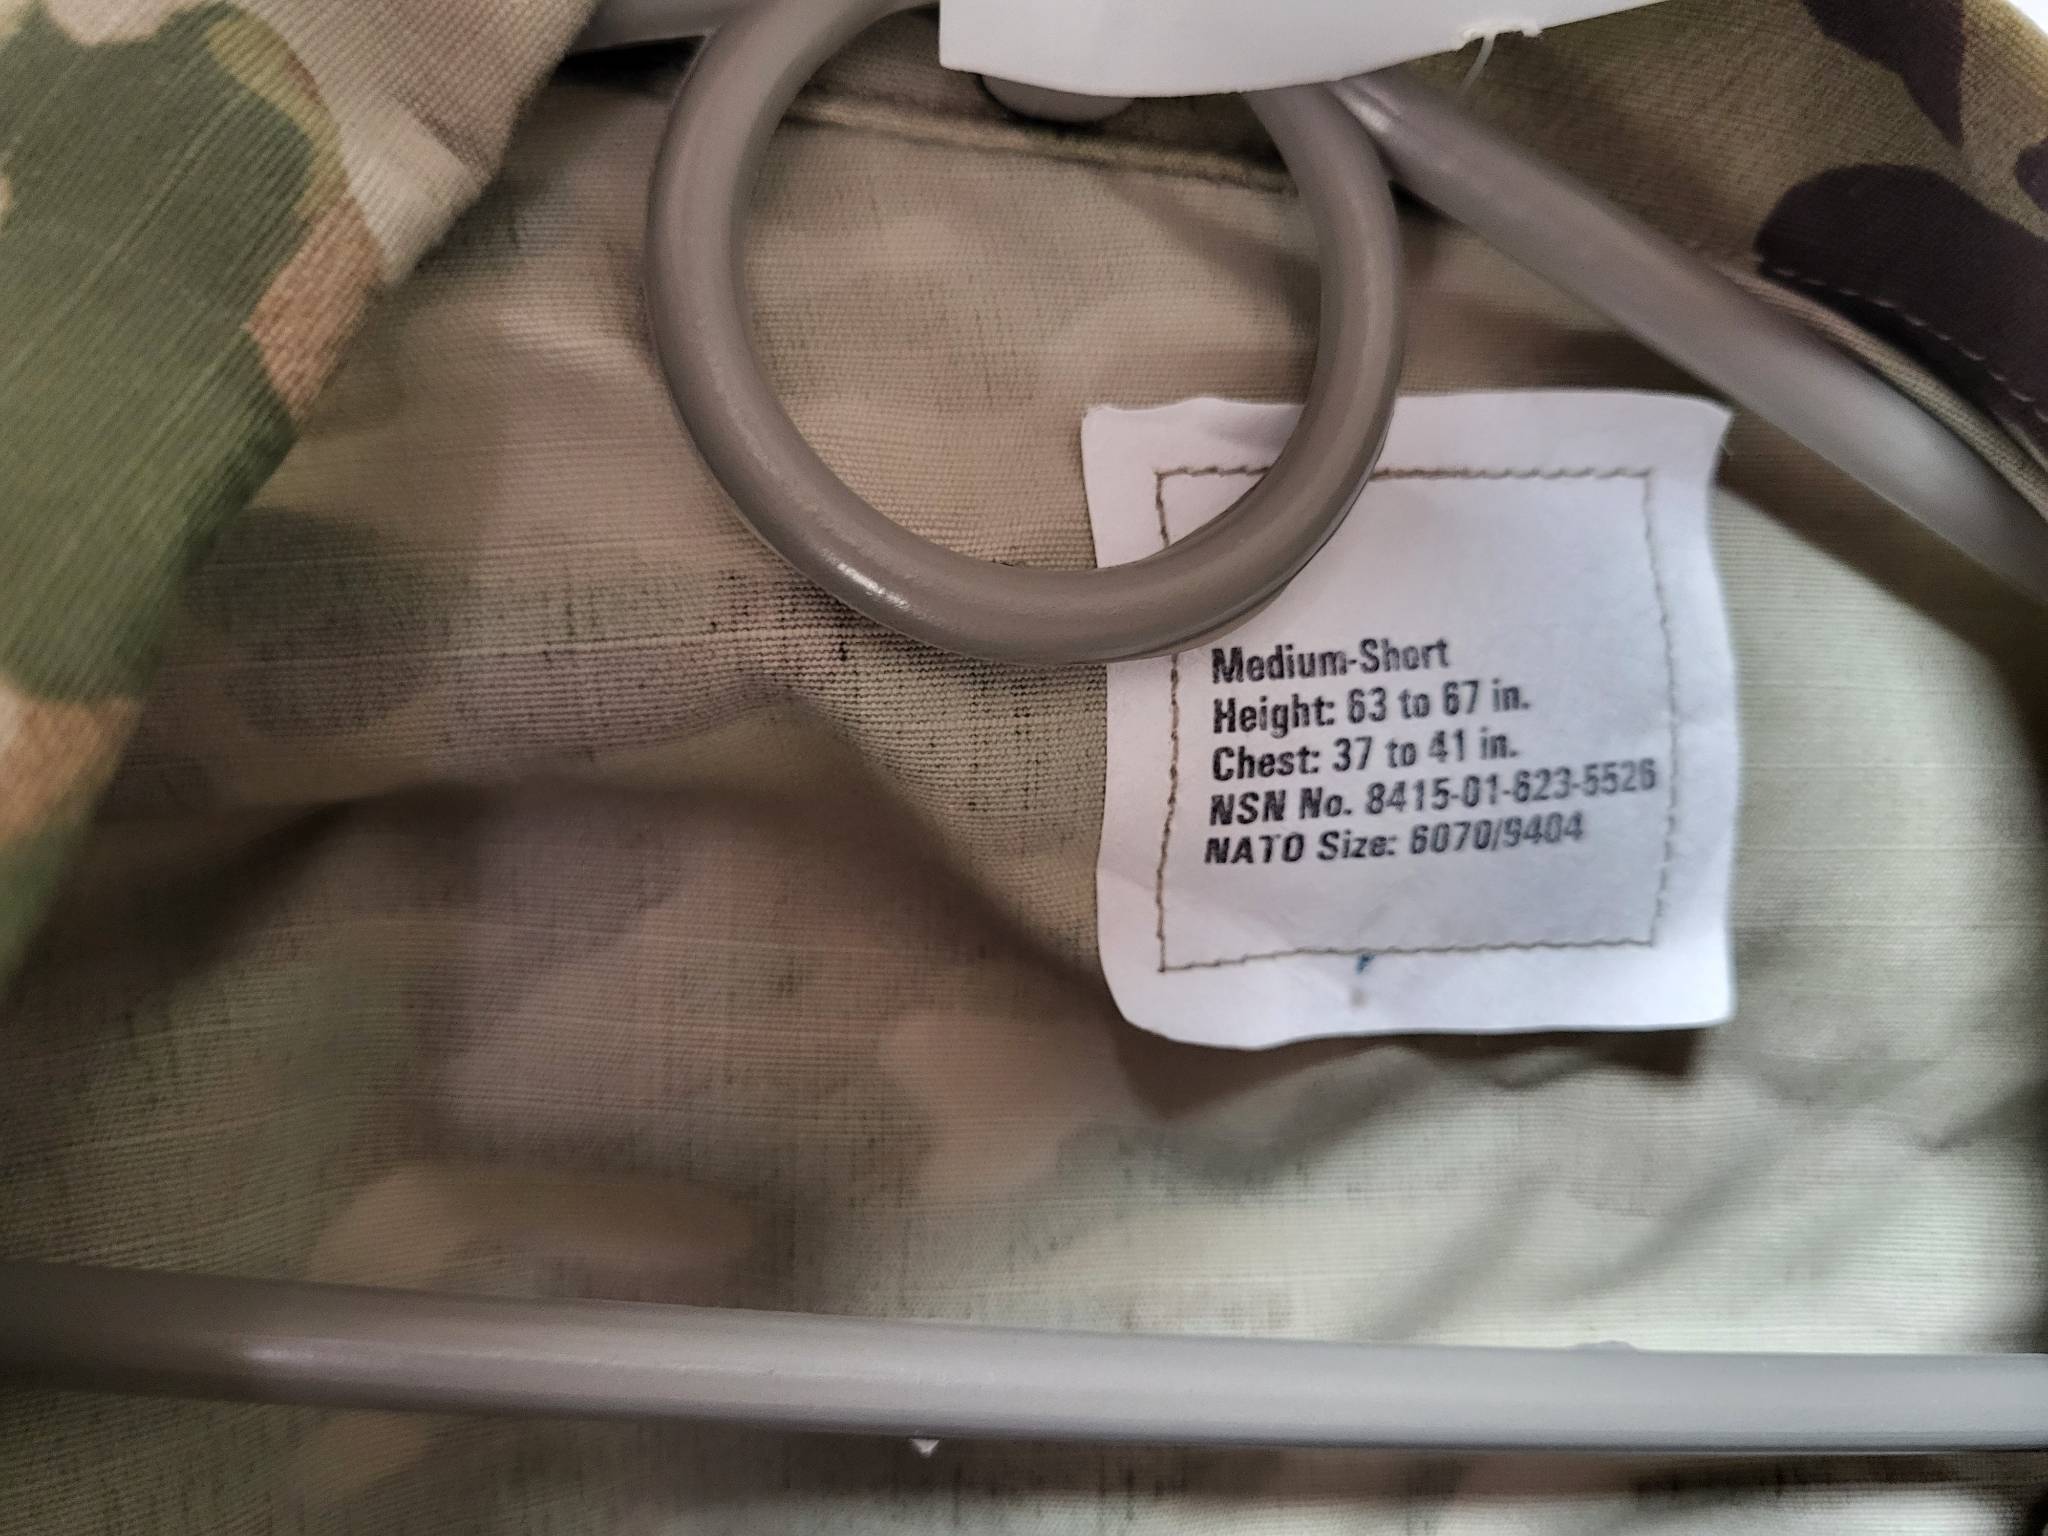 Medium-Short
Height: 63 to 67 in.
Chest: 37 to 41 in.
NSN No. 8415-01-623-5526
NATO Size: 6070/9404